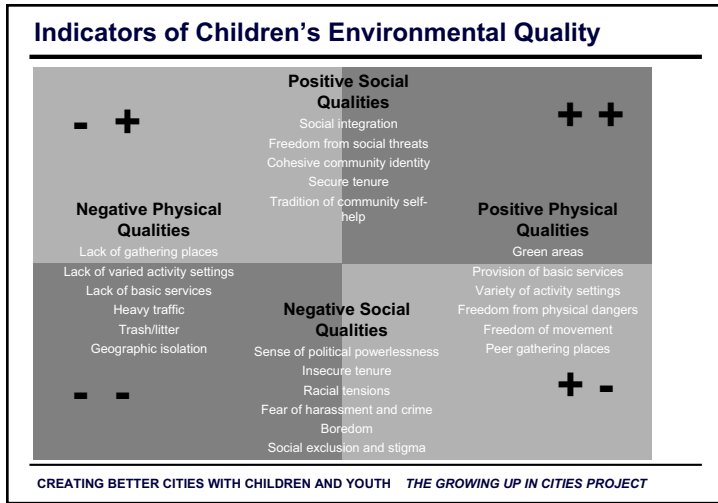 Indicators of Children's Environmental Quality
- +
Positive Social
Qualities
Social integration
Freedom from social threats
Cohesive community identity
Secure tenure
Tradition of community self-
help
+ +
Negative Physical
Qualities
Lack of gathering places
Lack of varied activity settings
Lack of basic services
Heavy traffic
Trash/litter
Geographic isolation
Positive Physical
Qualities
Green areas
Provision of basic services
Variety of activity settings
Freedom from physical dangers
Freedom of movement
Peer gathering places
Negative Social
Qualities
Sense of political powerlessness
Insecure tenure
Racial tensions
Fear of harassment and crime
Boredom
Social exclusion and stigma
- -
+ -
CREATING BETTER CITIES WITH CHILDREN AND YOUTH THE GROWING UP IN CITIES PROJECT